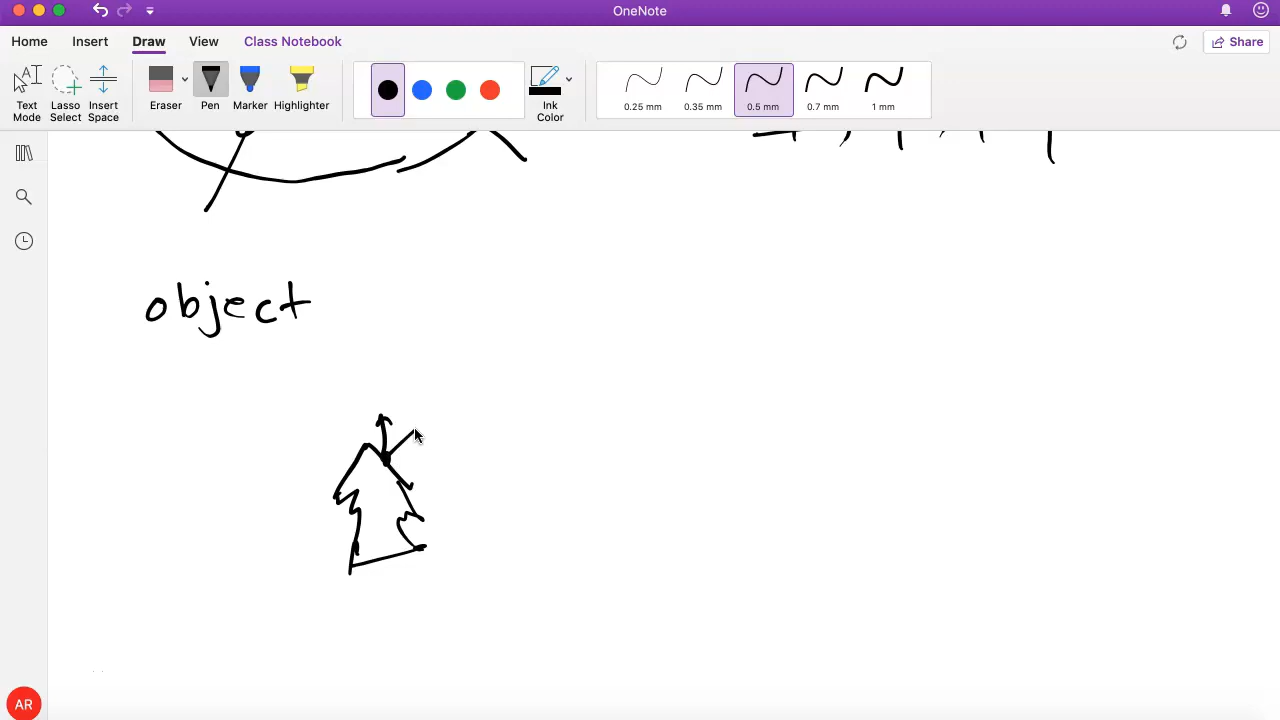 OneNote
Home Insert Draw View Class Notebook Share
Text Mode
Lasso Select
Insert Space
Eraser
Pen
Marker
Highlighter
Ink Color
0.25 mm 0.35 mm 0.5 mm 0.7 mm 1 mm
object
AR